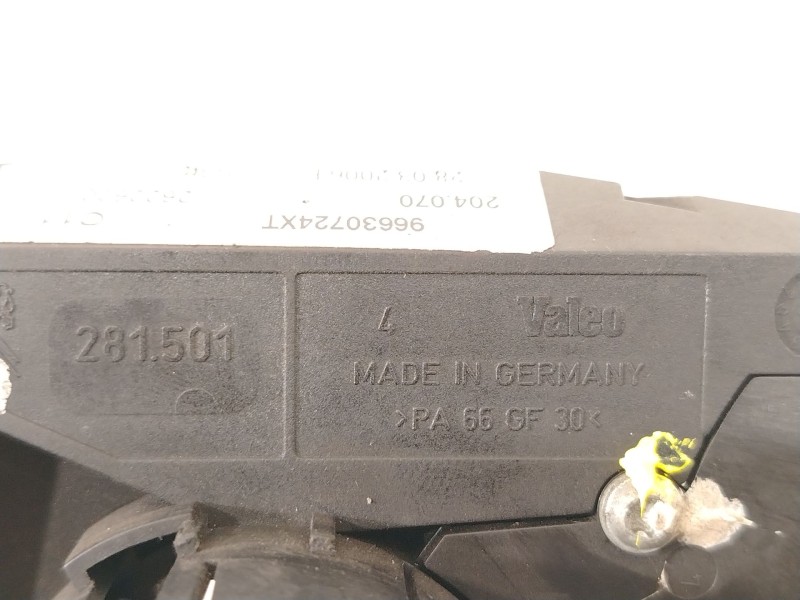 96630724XT
204.070
281.501
4
Valeo
MADE IN GERMANY
>PA 66 GF 30<